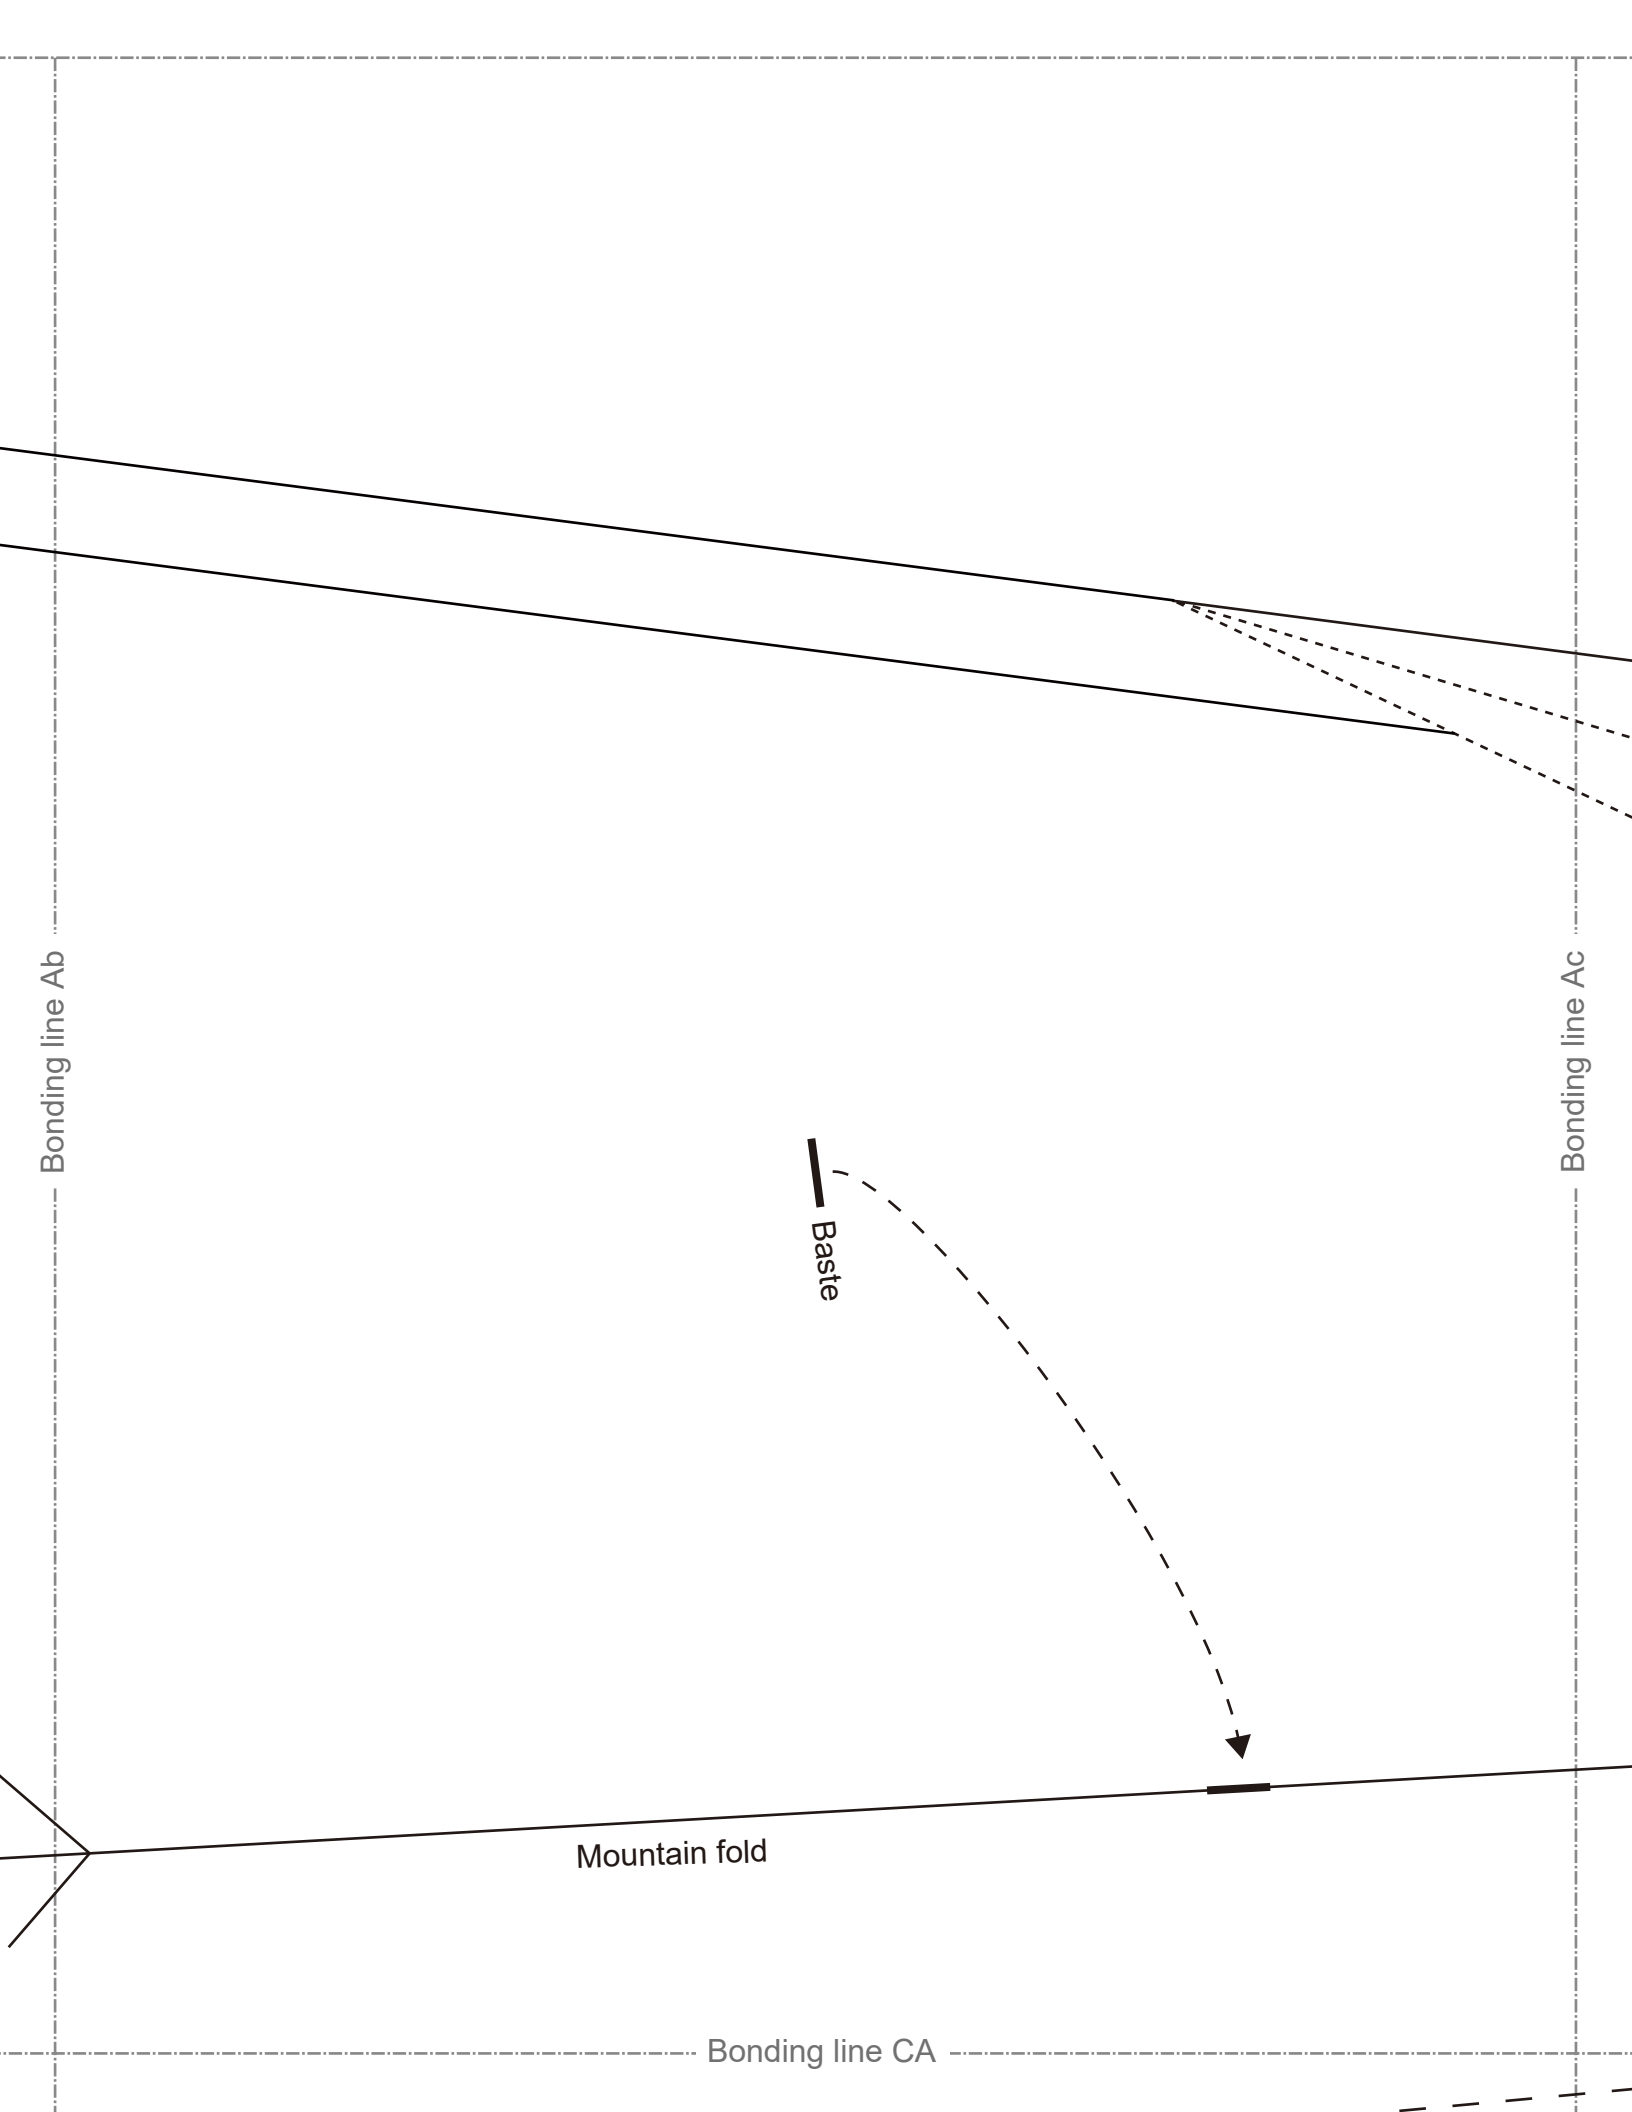 Bonding line Ab
Bonding line Ac
Baste
Mountain fold
Bonding line CA